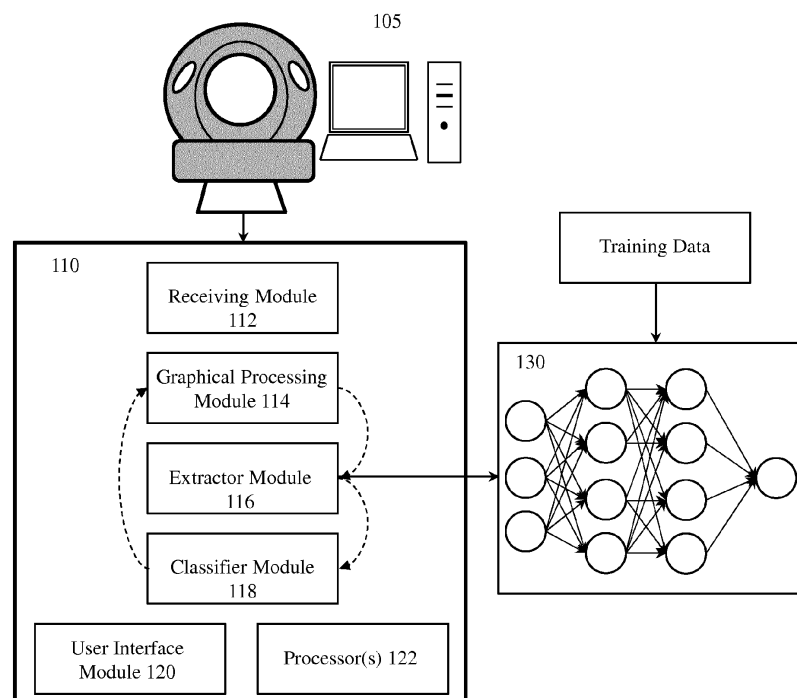 105
110
Receiving Module
112
Training Data
Graphical Processing
Module 114
130
Extractor Module
116
Classifier Module
118
User Interface
Module 120
Processor(s) 122